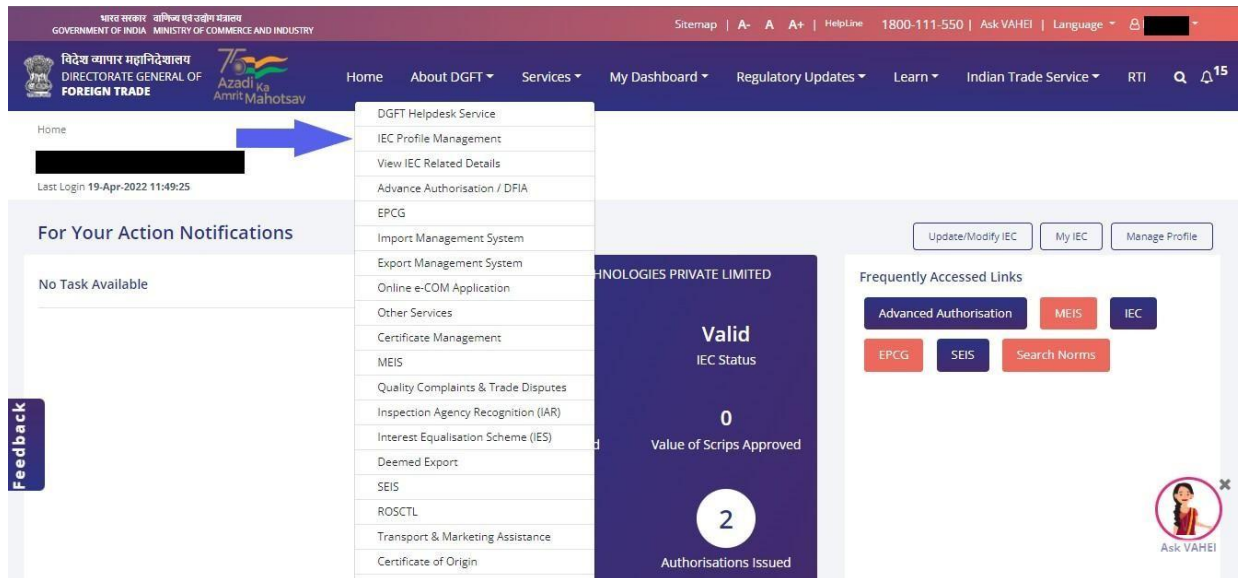 भारत सरकार वाणिज्य एवं उद्योग मंत्रालय
GOVERNMENT OF INDIA MINISTRY OF COMMERCE AND INDUSTRY
Sitemap | A- A A+ | HelpLine 1800-111-550 | Ask VAHEI | Language
विदेश व्यापार महानिदेशालय
DIRECTORATE GENERAL OF
FOREIGN TRADE
75
Azadi Ka
Amrit Mahotsav
Home About DGFT Services My Dashboard Regulatory Updates Learn Indian Trade Service RTI 15
Home
Last Login 19-Apr-2022 11:49:25
DGFT Helpdesk Service
IEC Profile Management
View IEC Related Details
Advance Authorisation / DFIA
EPCG
Import Management System
Export Management System
Online e-COM Application
Other Services
Certificate Management
MEIS
Quality Complaints & Trade Disputes
Inspection Agency Recognition (IAR)
Interest Equalisation Scheme (IES)
Deemed Export
SEIS
ROSCTL
Transport & Marketing Assistance
Certificate of Origin
For Your Action Notifications
Update/Modify IEC My IEC Manage Profile
No Task Available
PRIVATE LIMITED
Valid
IEC Status
0
Value of Scrips Approved
2
Authorisations Issued
Frequently Accessed Links
Advanced Authorisation MEIS IEC
EPCG SEIS Search Norms
Feedback
Ask VAHEI